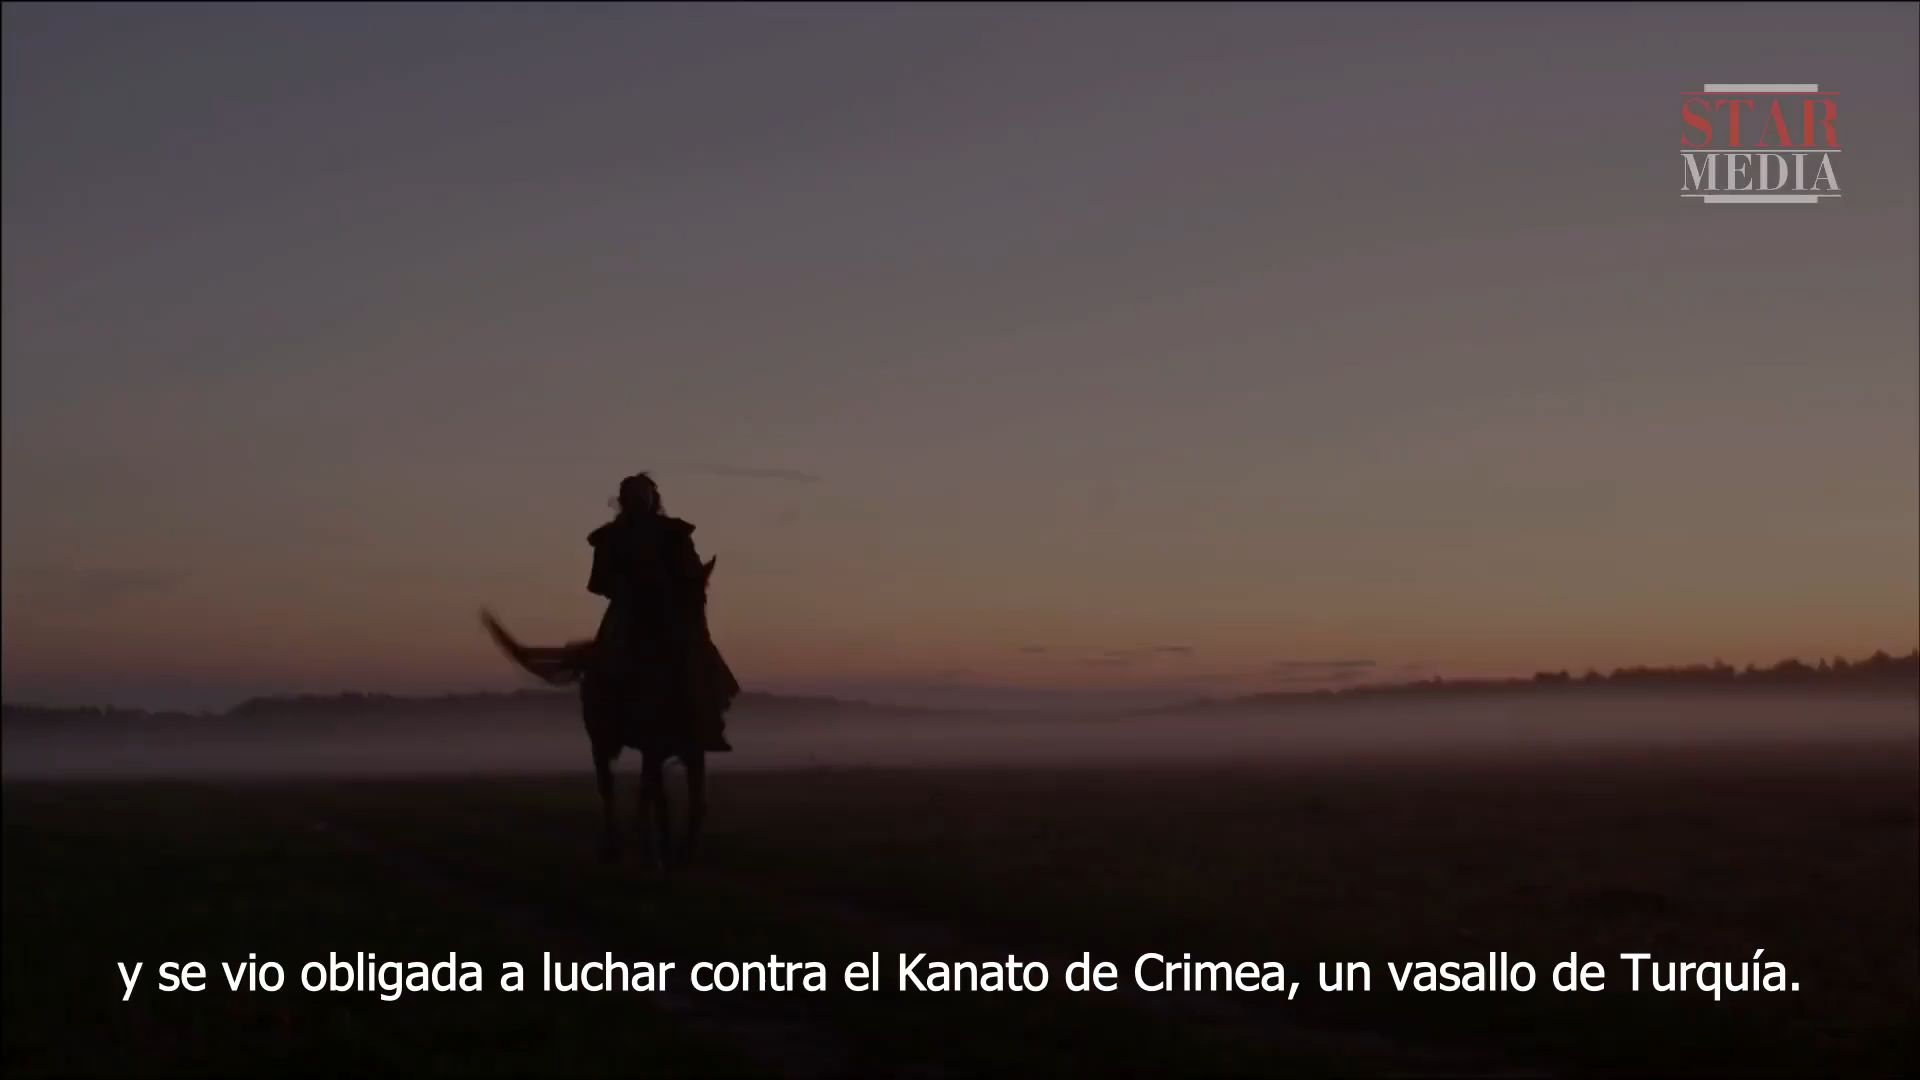 STAR
MEDIA
y se vio obligada a luchar contra el Kanato de Crimea, un vasallo de Turquía.